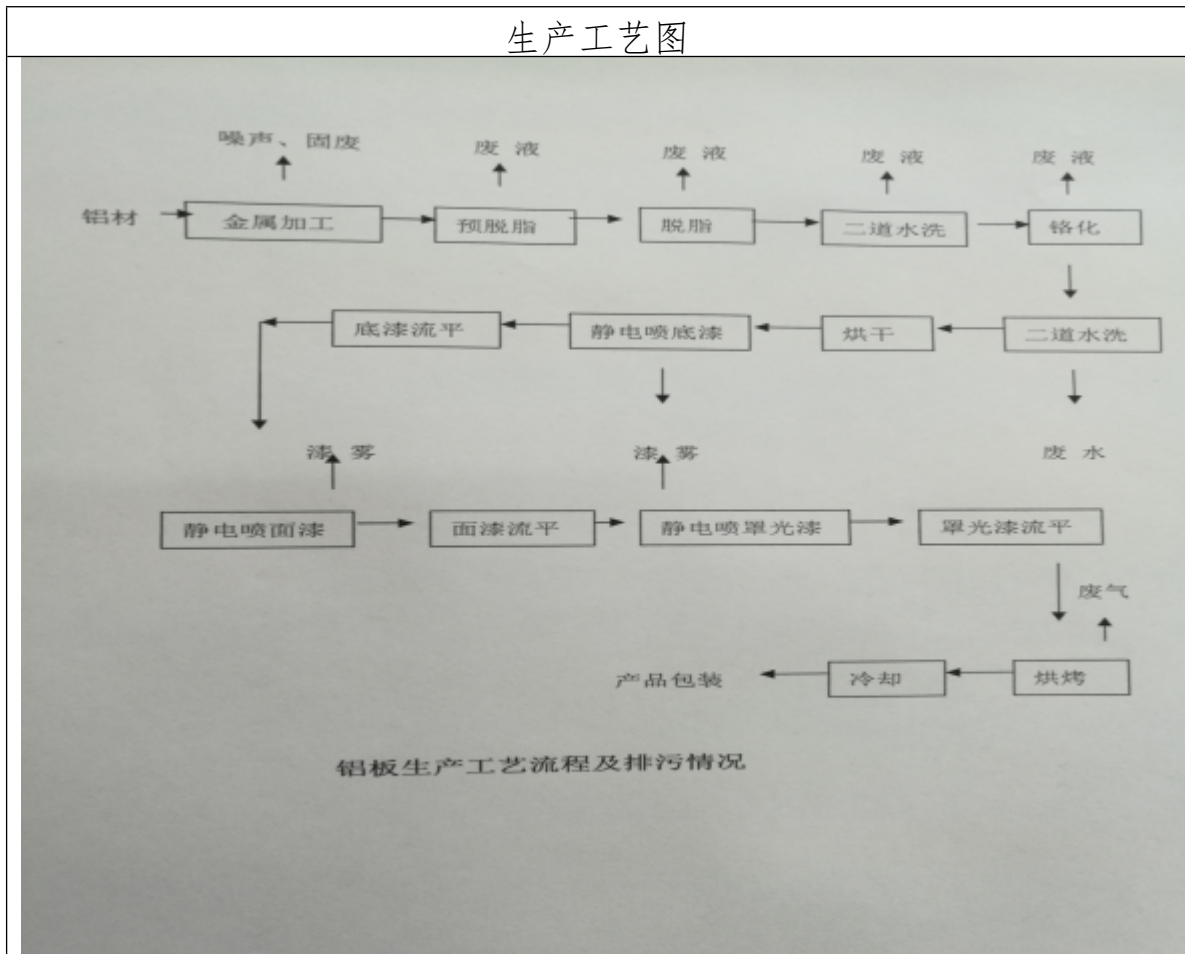 生产工艺图
噪声、固废 废液 废液 废液 废液
铝材 金属加工 预脱脂 脱脂 二道水洗 铬化
底漆流平 静电喷底漆 烘干 二道水洗
漆雾 漆雾 废水
静电喷面漆 面漆流平 静电喷罩光漆 罩光漆流平
废气
产品包装 冷却 烘烤
铝板生产工艺流程及排污情况